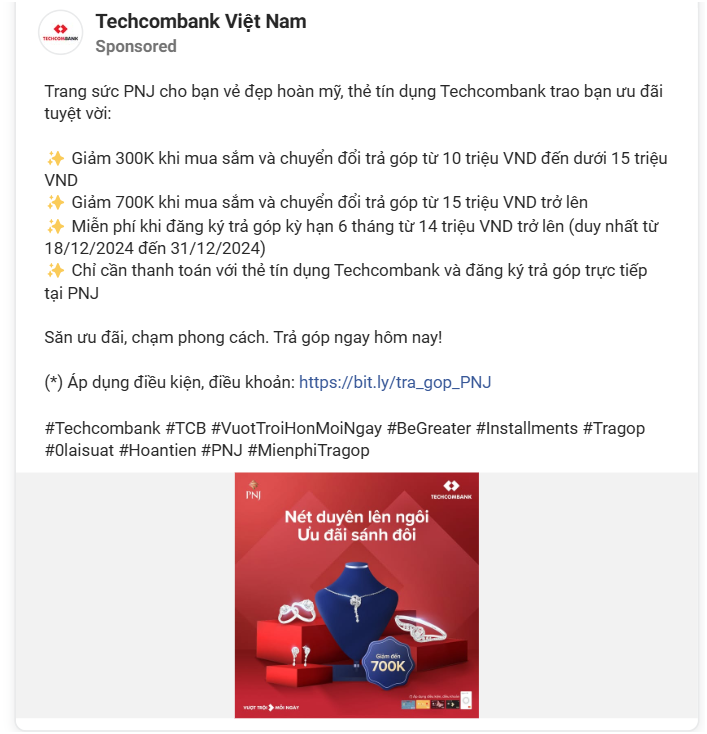 Techcombank Việt Nam
TECHCOMBANK
Sponsored
Trang sức PNJ cho bạn vẻ đẹp hoàn mỹ, thẻ tín dụng Techcombank trao bạn ưu đãi
tuyệt vời:
✨ Giảm 300K khi mua sắm và chuyển đổi trả góp từ 10 triệu VND đến dưới 15 triệu
VND
✨ Giảm 700K khi mua sắm và chuyển đổi trả góp từ 15 triệu VND trở lên
✨ Miễn phí khi đăng ký trả góp kỳ hạn 6 tháng từ 14 triệu VND trở lên (duy nhất từ
18/12/2024 đến 31/12/2024)
✨ Chỉ cần thanh toán với thẻ tín dụng Techcombank và đăng ký trả góp trực tiếp
tại PNJ
Săn ưu đãi, chạm phong cách. Trả góp ngay hôm nay!
(*) Áp dụng điều kiện, điều khoản: https://bit.ly/tra_gop_PNJ
#Techcombank #TCB #VuotTroiHonMoiNgay #BeGreater #Installments #Tragop
#0laisuat #Hoantien #PNJ #MienphiTragop
PNJ
TECHCOMBANK
Nét duyên lên ngôi
Ưu đãi sánh đôi
Giảm đến
700K
VƯỢT TRỘI MỖI NGÀY